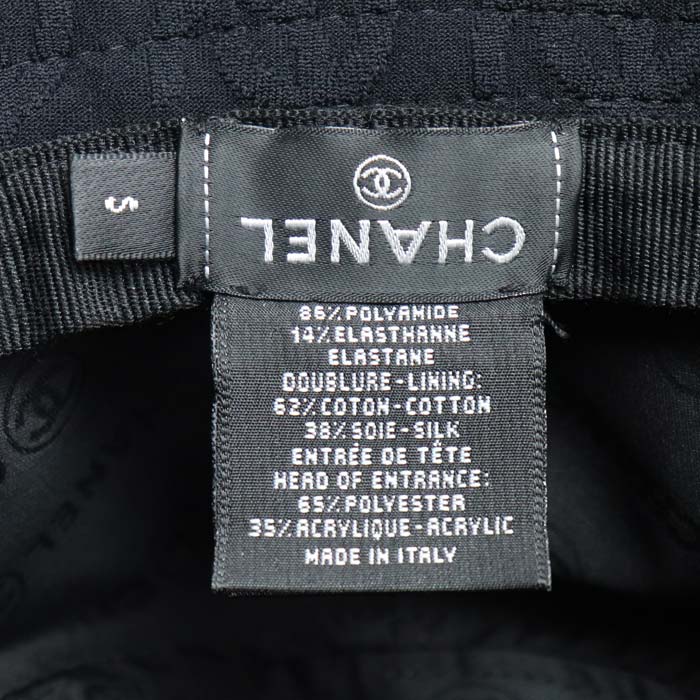 S
CHANEL
86% POLYAMIDE
14% ELASTHANNE
ELASTANE
DOUBLURE-LINING:
62% COTON-COTTON
38% SOIE-SILK
ENTRÉE DE TÊTE
HEAD OF ENTRANCE:
65% POLYESTER
35% ACRYLIQUE-ACRYLIC
MADE IN ITALY